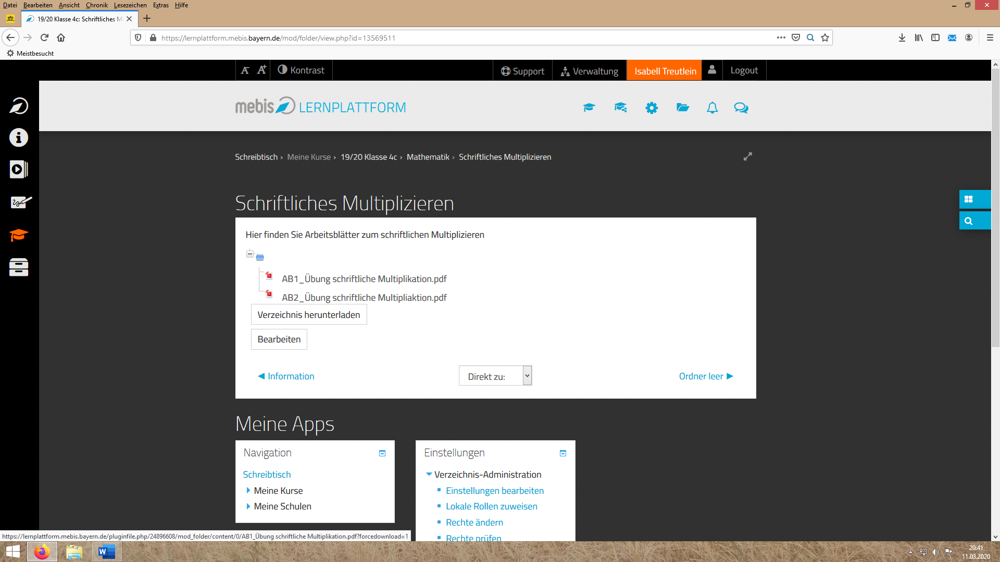 Datei Bearbeiten Ansicht Chronik Lesezeichen Extras Hilfe
19/20 Klasse 4c: Schriftliches M
https://lernplattform.mebis.bayern.de/mod/folder/view.php?id=13569511
Meistbesucht
A- A+ Kontrast Support Verwaltung Isabell Treutlein Logout
mebis LERNPLATTFORM
Schreibtisch › Meine Kurse › 19/20 Klasse 4c › Mathematik › Schriftliches Multiplizieren
Schriftliches Multiplizieren
Hier finden Sie Arbeitsblätter zum schriftlichen Multiplizieren
AB1_Übung schriftliche Multiplikation.pdf
AB2_Übung schriftliche Multipliaktion.pdf
Verzeichnis herunterladen
Bearbeiten
◀ Information Direkt zu: Ordner leer ▶
Meine Apps
Navigation
Schreibtisch
Meine Kurse
Meine Schulen
Einstellungen
Verzeichnis-Administration
Einstellungen bearbeiten
Lokale Rollen zuweisen
Rechte ändern
Rechte prüfen
https://lernplattform.mebis.bayern.de/pluginfile.php/24896608/mod_folder/content/0/AB1_Übung schriftliche Multiplikation.pdf?forcedownload=1
20:41
11.03.2020